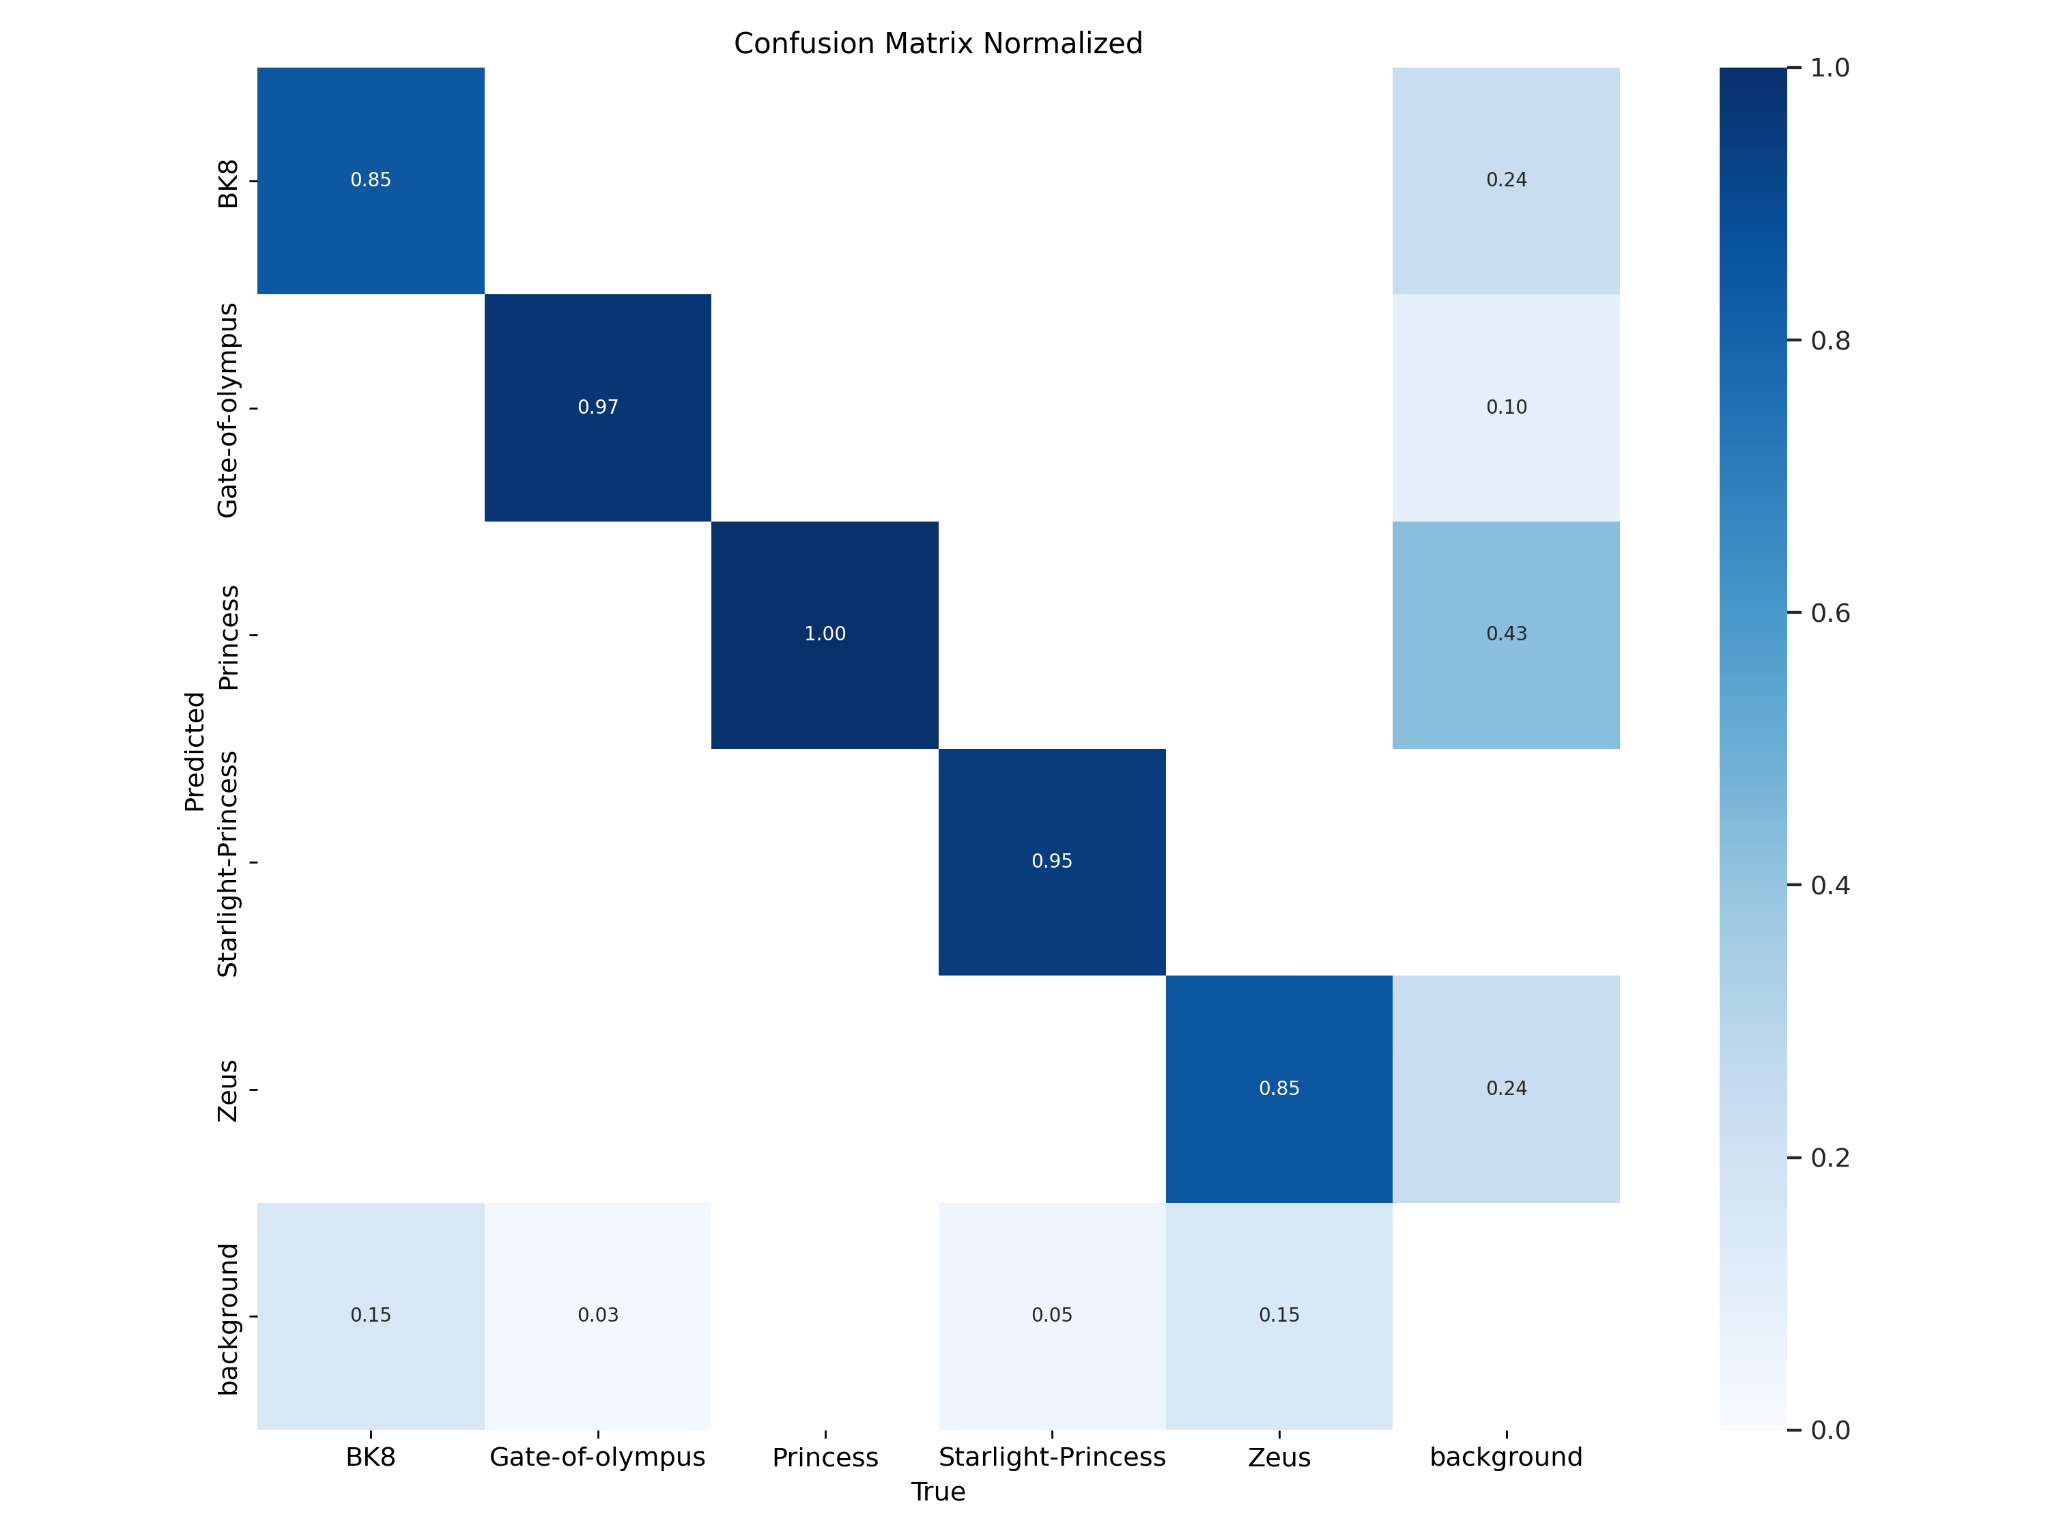 Confusion Matrix Normalized
BK8
0.85
0.24
Gate-of-olympus
0.97
0.10
Princess
1.00
0.43
Starlight-Princess
0.95
Zeus
0.85
0.24
background
0.15
0.03
0.05
0.15
Predicted
BK8
Gate-of-olympus
Princess
Starlight-Princess
Zeus
background
True
1.0
0.8
0.6
0.4
0.2
0.0